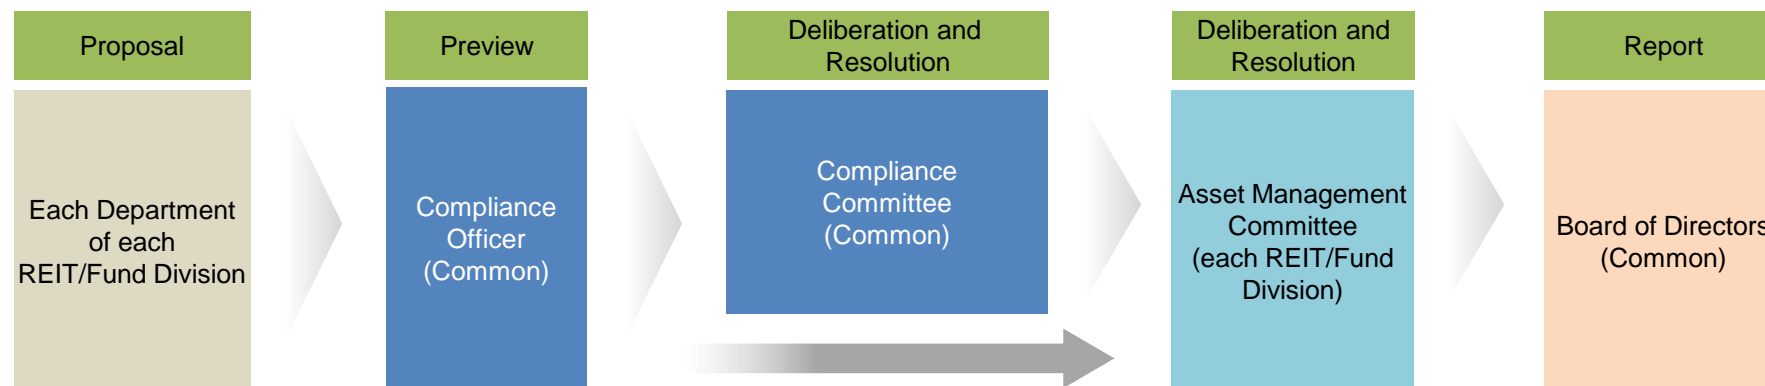 Proposal
Preview
Deliberation and
Resolution
Deliberation and
Resolution
Report
Each Department
of each
REIT/Fund Division
Compliance
Officer
(Common)
Compliance
Committee
(Common)
Asset Management
Committee
(each REIT/Fund
Division)
Board of Directors
(Common)